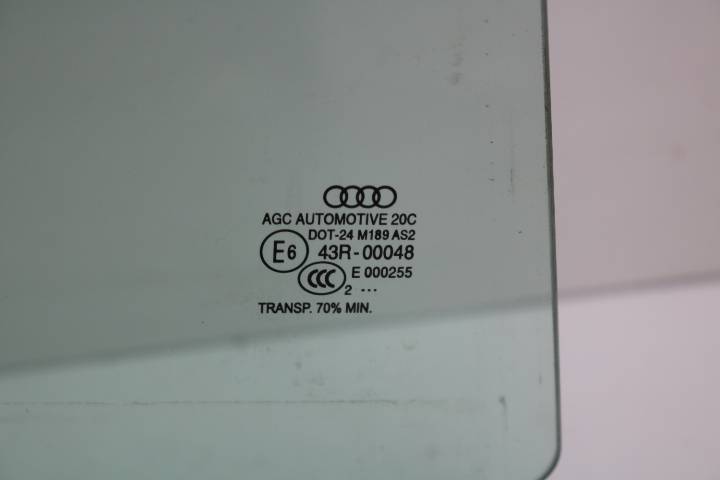 AGC AUTOMOTIVE 20C
DOT-24 M189 AS2
E6 43R-00048
CCC E 000255
2 ...
TRANSP. 70% MIN.